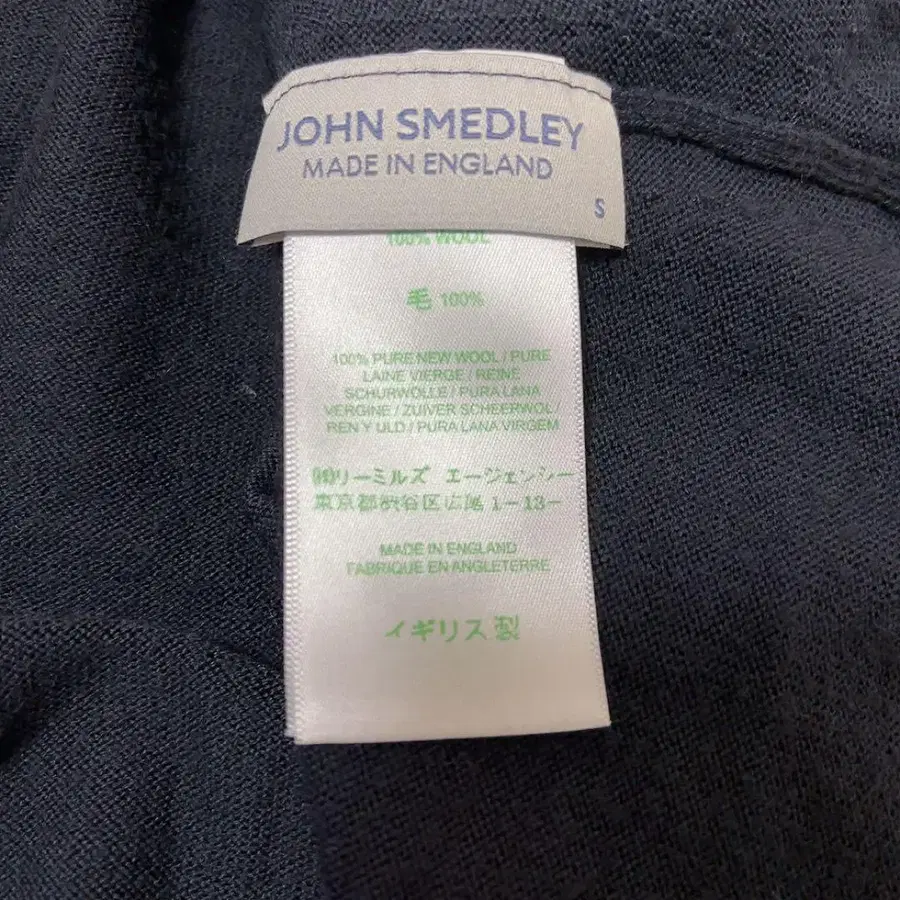 JOHN SMEDLEY
MADE IN ENGLAND
S
100% WOOL
毛 100%
100% PURE NEW WOOL / PURE
LAINE VIERGE / REINE
SCHURWOLLE / PURA LANA
VERGINE / ZUIVER SCHEERWOL
REN Y ULD / PURA LANA VIRGEM
㈱リーミルズ エージェンシー
東京都渋谷区広尾 1-13-
MADE IN ENGLAND
FABRIQUE EN ANGLETERRE
イギリス製